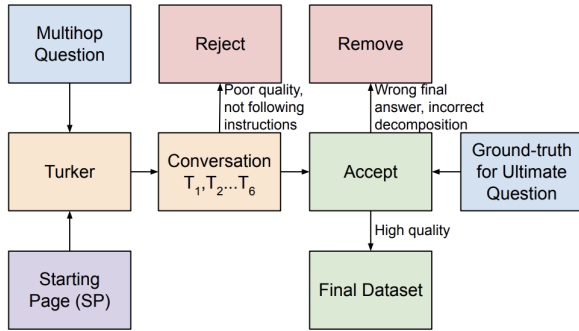 Multihop
Question
Reject
Remove
Poor quality,
not following
instructions
Wrong final
answer, incorrect
decomposition
Turker
Conversation
T₁,T₂...T₆
Accept
Ground-truth
for Ultimate
Question
High quality
Starting
Page (SP)
Final Dataset